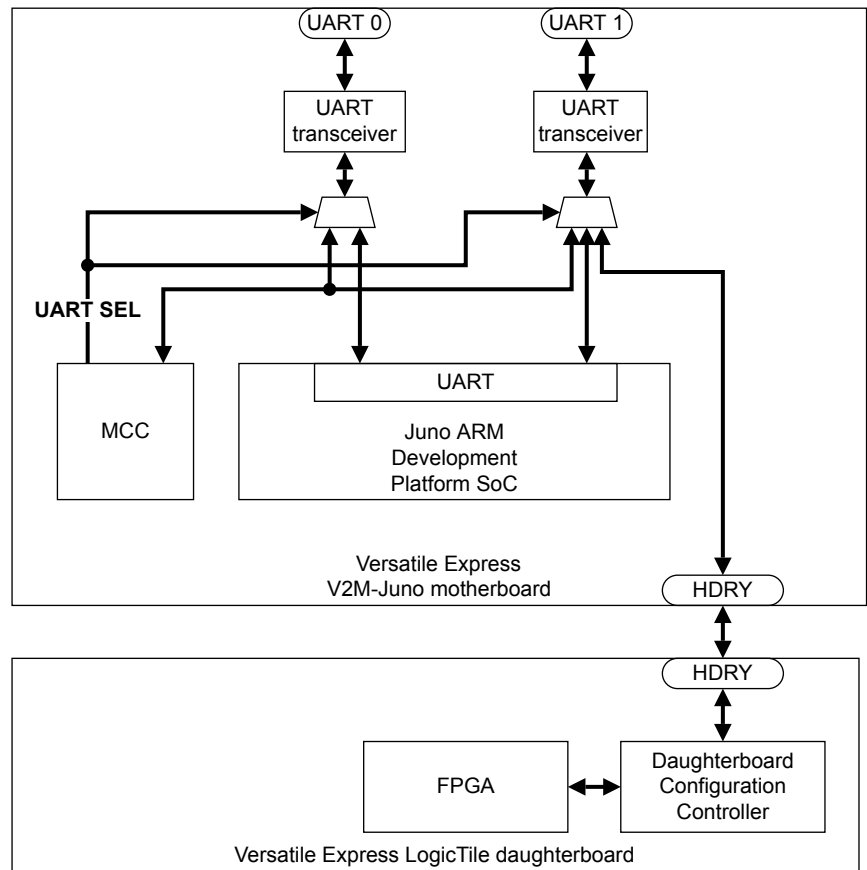 UART 0
UART 1
UART
transceiver
UART
transceiver
UART SEL
MCC
UART
Juno ARM
Development
Platform SoC
Versatile Express
V2M-Juno motherboard
HDRY
HDRY
FPGA
Daughterboard
Configuration
Controller
Versatile Express LogicTile daughterboard